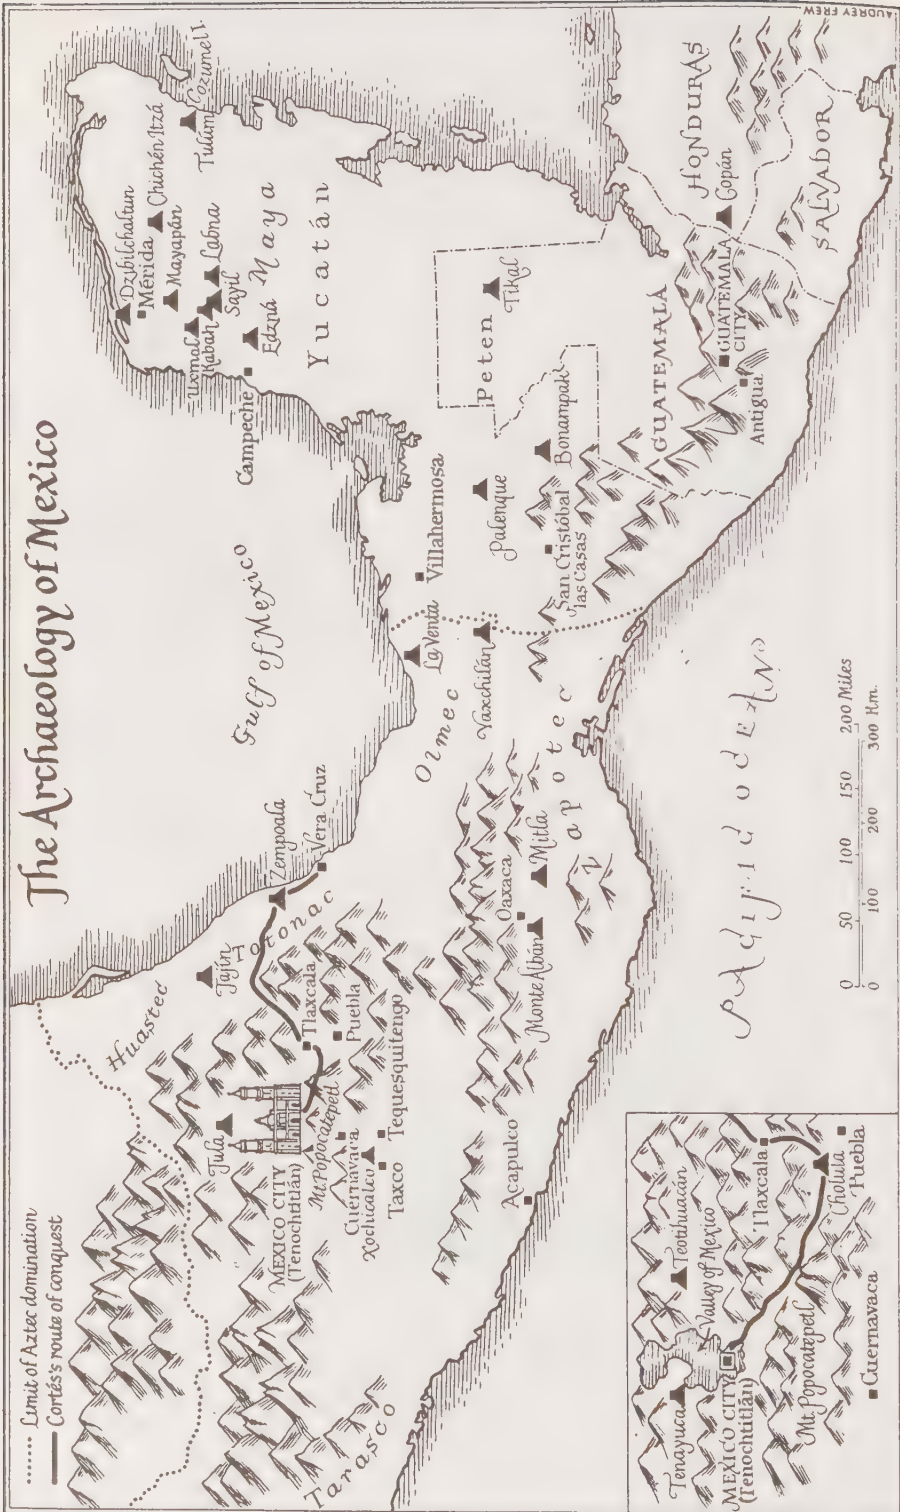 The Archaeology of Mexico
Limit of Aztec domination
Cortés's route of conquest
Gulf of Mexico
Huastec
Tajín
Totonac
Zempoala
Vera Cruz
Tula
MEXICO CITY
(Tenochtitlán)
Mt Popocatepetl
Tlaxcala
Puebla
Cuernavaca
Xochicalco
Taxco
Tequesquitengo
Tarasco
Acapulco
Monte Albán
Oaxaca
Mitla
Zapotec
Olmec
La Venta
Yaxchilán
Villahermosa
Palenque
San Cristóbal
las Casas
Bonampak
Campeche
Uxmal
Kabah
Dzibilchaltun
Mérida
Chichén Itzá
Mayapán
Labna
Sayil
Edzná
Tulum
Cozumel I.
Maya
Yucatán
Peten
Tikal
GUATEMALÁ
GUATEMALA
CITY
Antigua
HONDURAS
Copán
SALVADOR
PACIFIC OCEAN
0 50 100 150 200 Miles
0 100 200 300 Km.
Tenayuca
Teotihuacán
Valley of Mexico
MEXICO CITY
(Tenochtitlán)
Mt. Popocatepetl
Tlaxcala
Cholula
Puebla
Cuernavaca
AUDREY FREW